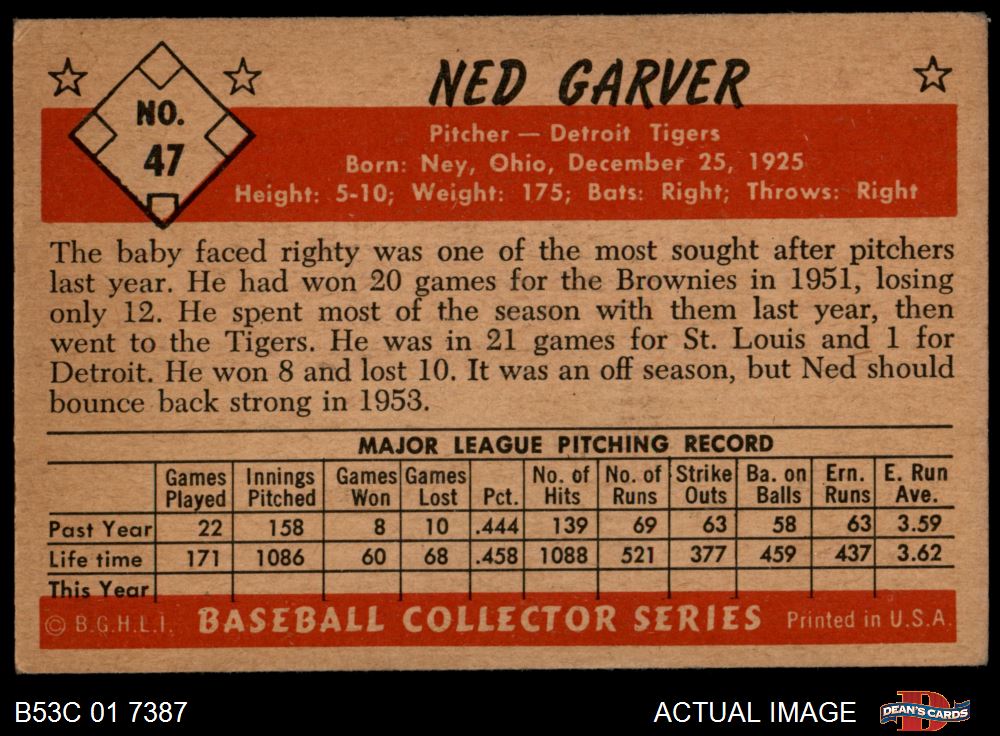 NED GARVER
NO.
47
Pitcher — Detroit Tigers
Born: Ney, Ohio, December 25, 1925
Height: 5-10; Weight: 175; Bats: Right; Throws: Right
The baby faced righty was one of the most sought after pitchers
last year. He had won 20 games for the Brownies in 1951, losing
only 12. He spent most of the season with them last year, then
went to the Tigers. He was in 21 games for St. Louis and 1 for
Detroit. He won 8 and lost 10. It was an off season, but Ned should
bounce back strong in 1953.
MAJOR LEAGUE PITCHING RECORD
Games Innings Games Games No. of No. of Strike Ba. on Ern. E. Run
Played Pitched Won Lost Pct. Hits Runs Outs Balls Runs Ave.
Past Year 22 158 8 10 .444 139 69 63 58 63 3.59
Life time 171 1086 60 68 .458 1088 521 377 459 437 3.62
This Year
© B.G.H.L.I. BASEBALL COLLECTOR SERIES Printed in U.S.A.
B53C 01 7387 ACTUAL IMAGE DEAN'S CARDS